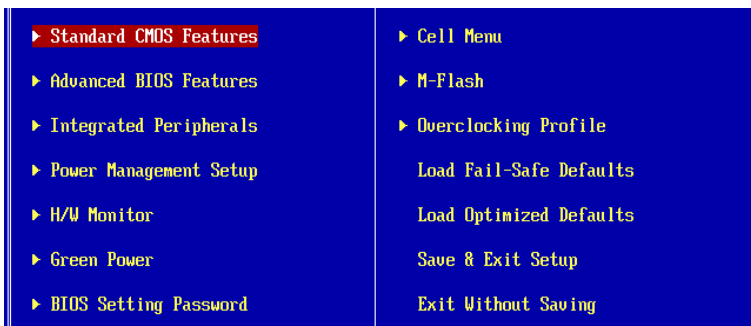 Standard CMOS Features
Advanced BIOS Features
Integrated Peripherals
Power Management Setup
H/W Monitor
Green Power
BIOS Setting Password
Cell Menu
M-Flash
Overclocking Profile
Load Fail-Safe Defaults
Load Optimized Defaults
Save & Exit Setup
Exit Without Saving